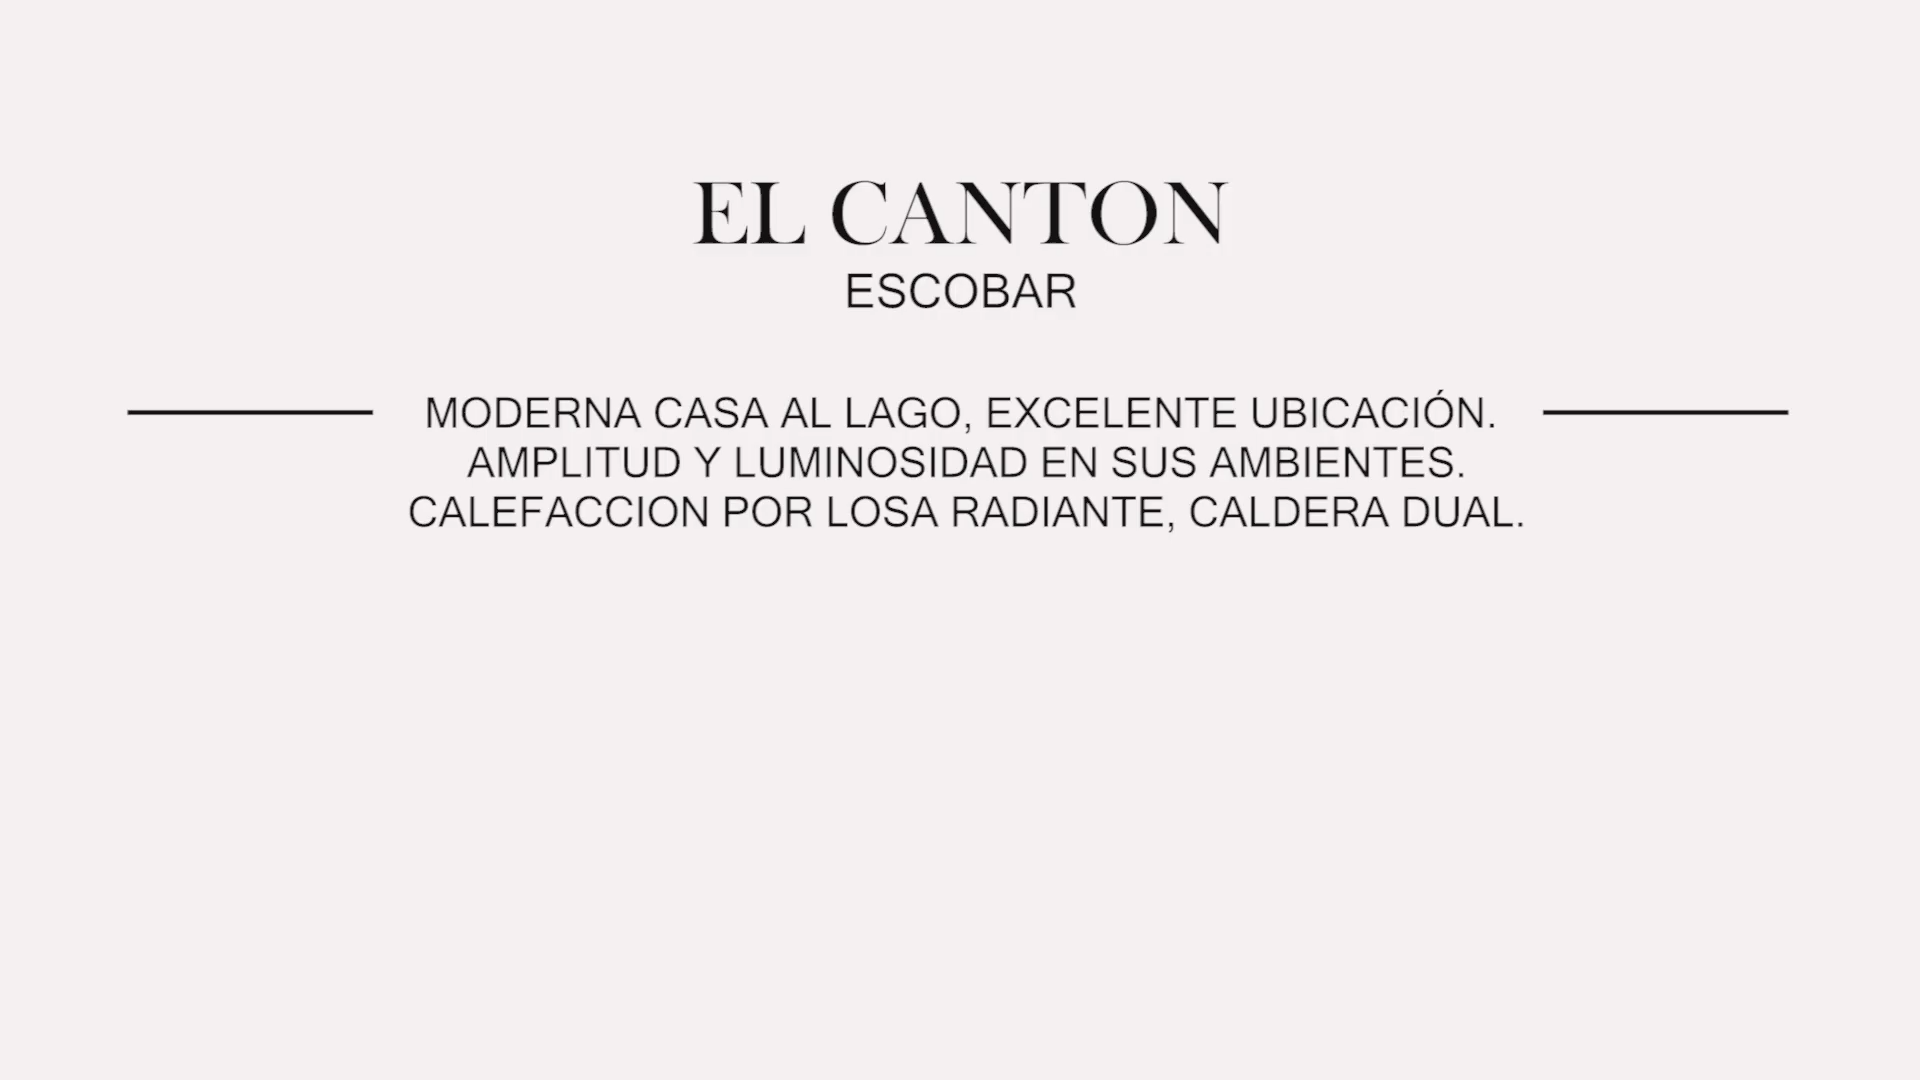 EL CANTON
ESCOBAR
MODERNA CASA AL LAGO, EXCELENTE UBICACIÓN.
AMPLITUD Y LUMINOSIDAD EN SUS AMBIENTES.
CALEFACCION POR LOSA RADIANTE, CALDERA DUAL.